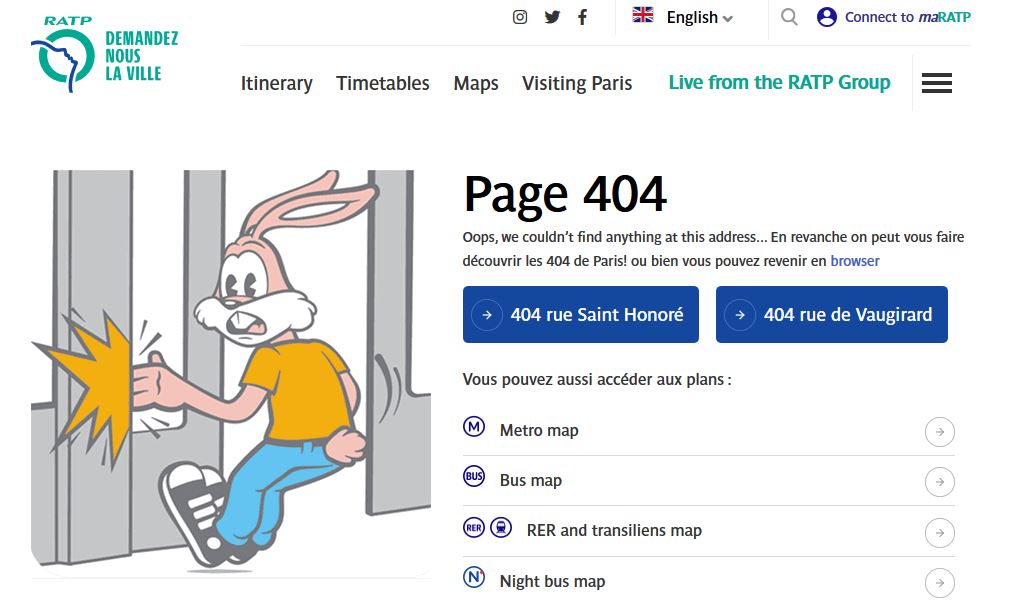 RATP
DEMANDEZ
NOUS
LA VILLE
English
Connect to maRATP
Itinerary
Timetables
Maps
Visiting Paris
Live from the RATP Group
Page 404
Oops, we couldn't find anything at this address... En revanche on peut vous faire
découvrir les 404 de Paris! ou bien vous pouvez revenir en browser
404 rue Saint Honoré
404 rue de Vaugirard
Vous pouvez aussi accéder aux plans :
M Metro map
BUS Bus map
RER RER and transiliens map
N Night bus map